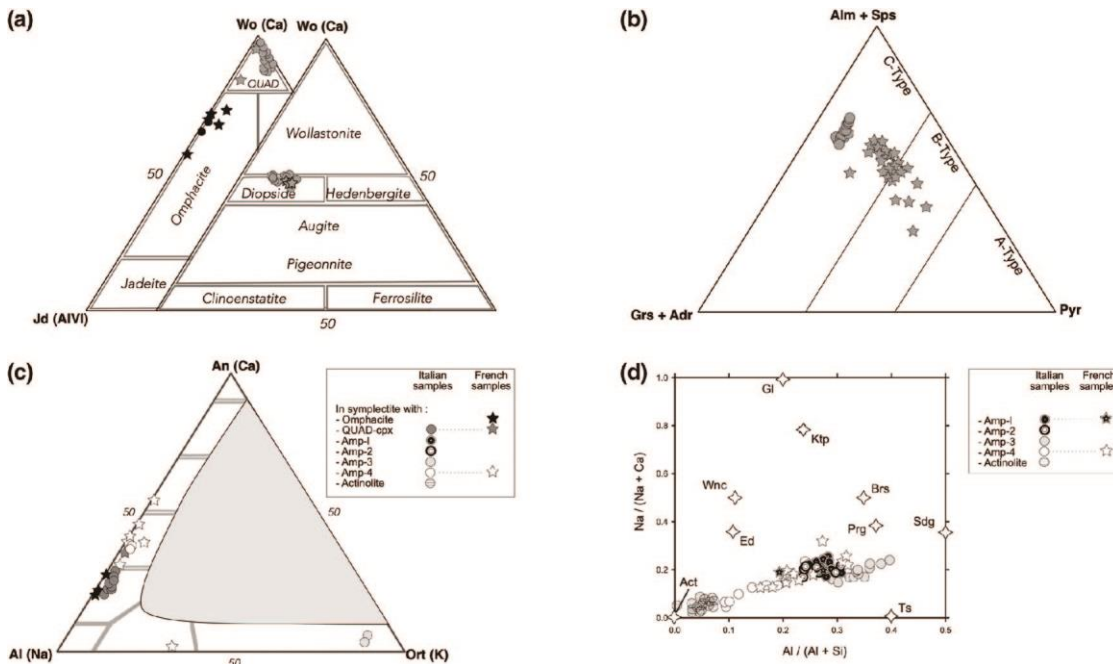 (a)
Wo (Ca)
Wo (Ca)
QUAD
Wollastonite
50
50
Omphacite
Diopside
Hedenbergite
Augite
Pigeonnite
Jadeite
Clinoenstatite
Ferrosilite
Jd (AlVI)
50
(b)
Alm + Sps
C-Type
B-Type
A-Type
Grs + Adr
Pyr
(c)
An (Ca)
Italian samples
French samples
In symplectite with :
- Omphacite
- QUAD-cpx
- Amp-I
- Amp-2
- Amp-3
- Amp-4
- Actinolite
50
50
Al (Na)
50
Ort (K)
(d)
Na / (Na + Ca)
1.0
0.8
0.6
0.4
0.2
0.0
Gl
Ktp
Wnc
Brs
Ed
Prg
Sdg
Act
Ts
0.0 0.1 0.2 0.3 0.4 0.5
Al / (Al + Si)
Italian samples
French samples
- Amp-I
- Amp-2
- Amp-3
- Amp-4
- Actinolite